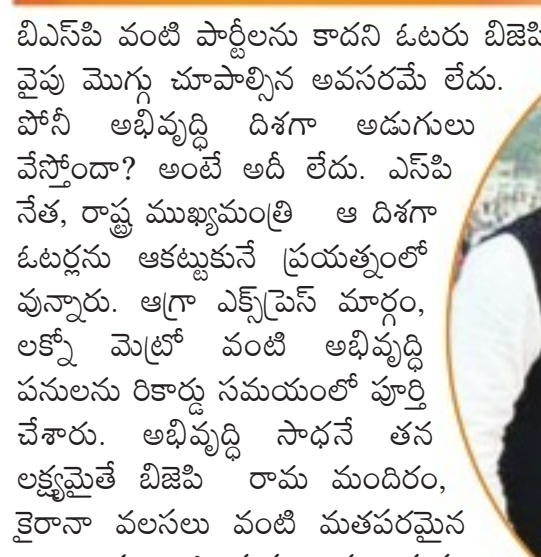 బిఎస్‌పి వంటి పార్టీలను కాదని ఓటరు బిజెపి
వైపు మొగ్గు చూపాల్సిన అవసరమే లేదు.
పోనీ అభివృద్ధి దిశగా అడుగులు
వేస్తోందా? అంటే అదీ లేదు. ఎస్‌పి
నేత, రాష్ట్ర ముఖ్యమంత్రి ఆ దిశగా
ఓటర్లను ఆకట్టుకునే ప్రయత్నంలో
వున్నారు. ఆగ్రా ఎక్స్‌ప్రెస్ మార్గం,
లక్నో మెట్రో వంటి అభివృద్ధి
పనులను రికార్డు సమయంలో పూర్తి
చేశారు. అభివృద్ధి సాధనే తన
లక్ష్యమైతే బిజెపి రామ మందిరం,
కైరానా వలసలు వంటి మతపరమైన